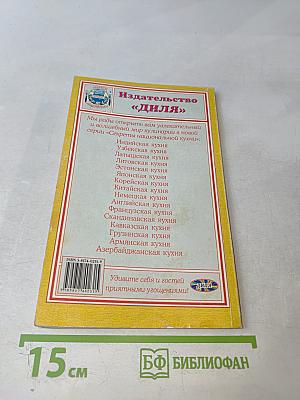 Издательство
«ДИЛЯ»
Мы рады открыть вам увлекательный
и волшебный мир кулинарии в новой
серии «Секреты национальной кухни».
Индийская кухня
Узбекская кухня
Латышская кухня
Литовская кухня
Эстонская кухня
Японская кухня
Корейская кухня
Китайская кухня
Немецкая кухня
Английская кухня
Французская кухня
Скандинавская кухня
Кавказская кухня
Грузинская кухня
Армянская кухня
Азербайджанская кухня
Удивите себя и гостей
приятными угощениями!
15 см
БФ БИБЛИОФАН